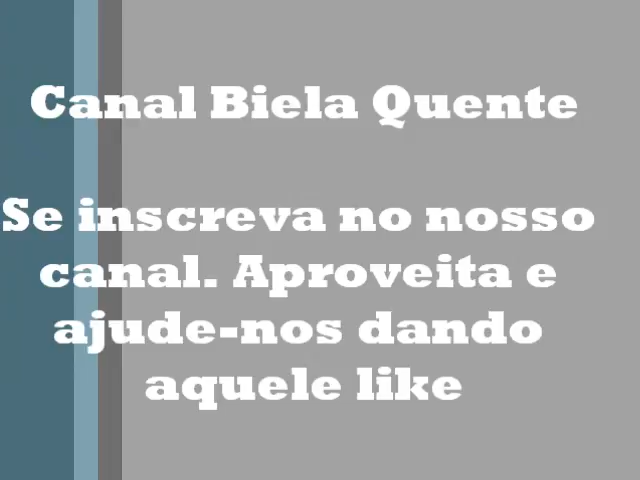 Canal Biela Quente
Se inscreva no nosso
canal. Aproveita e
ajude-nos dando
aquele like